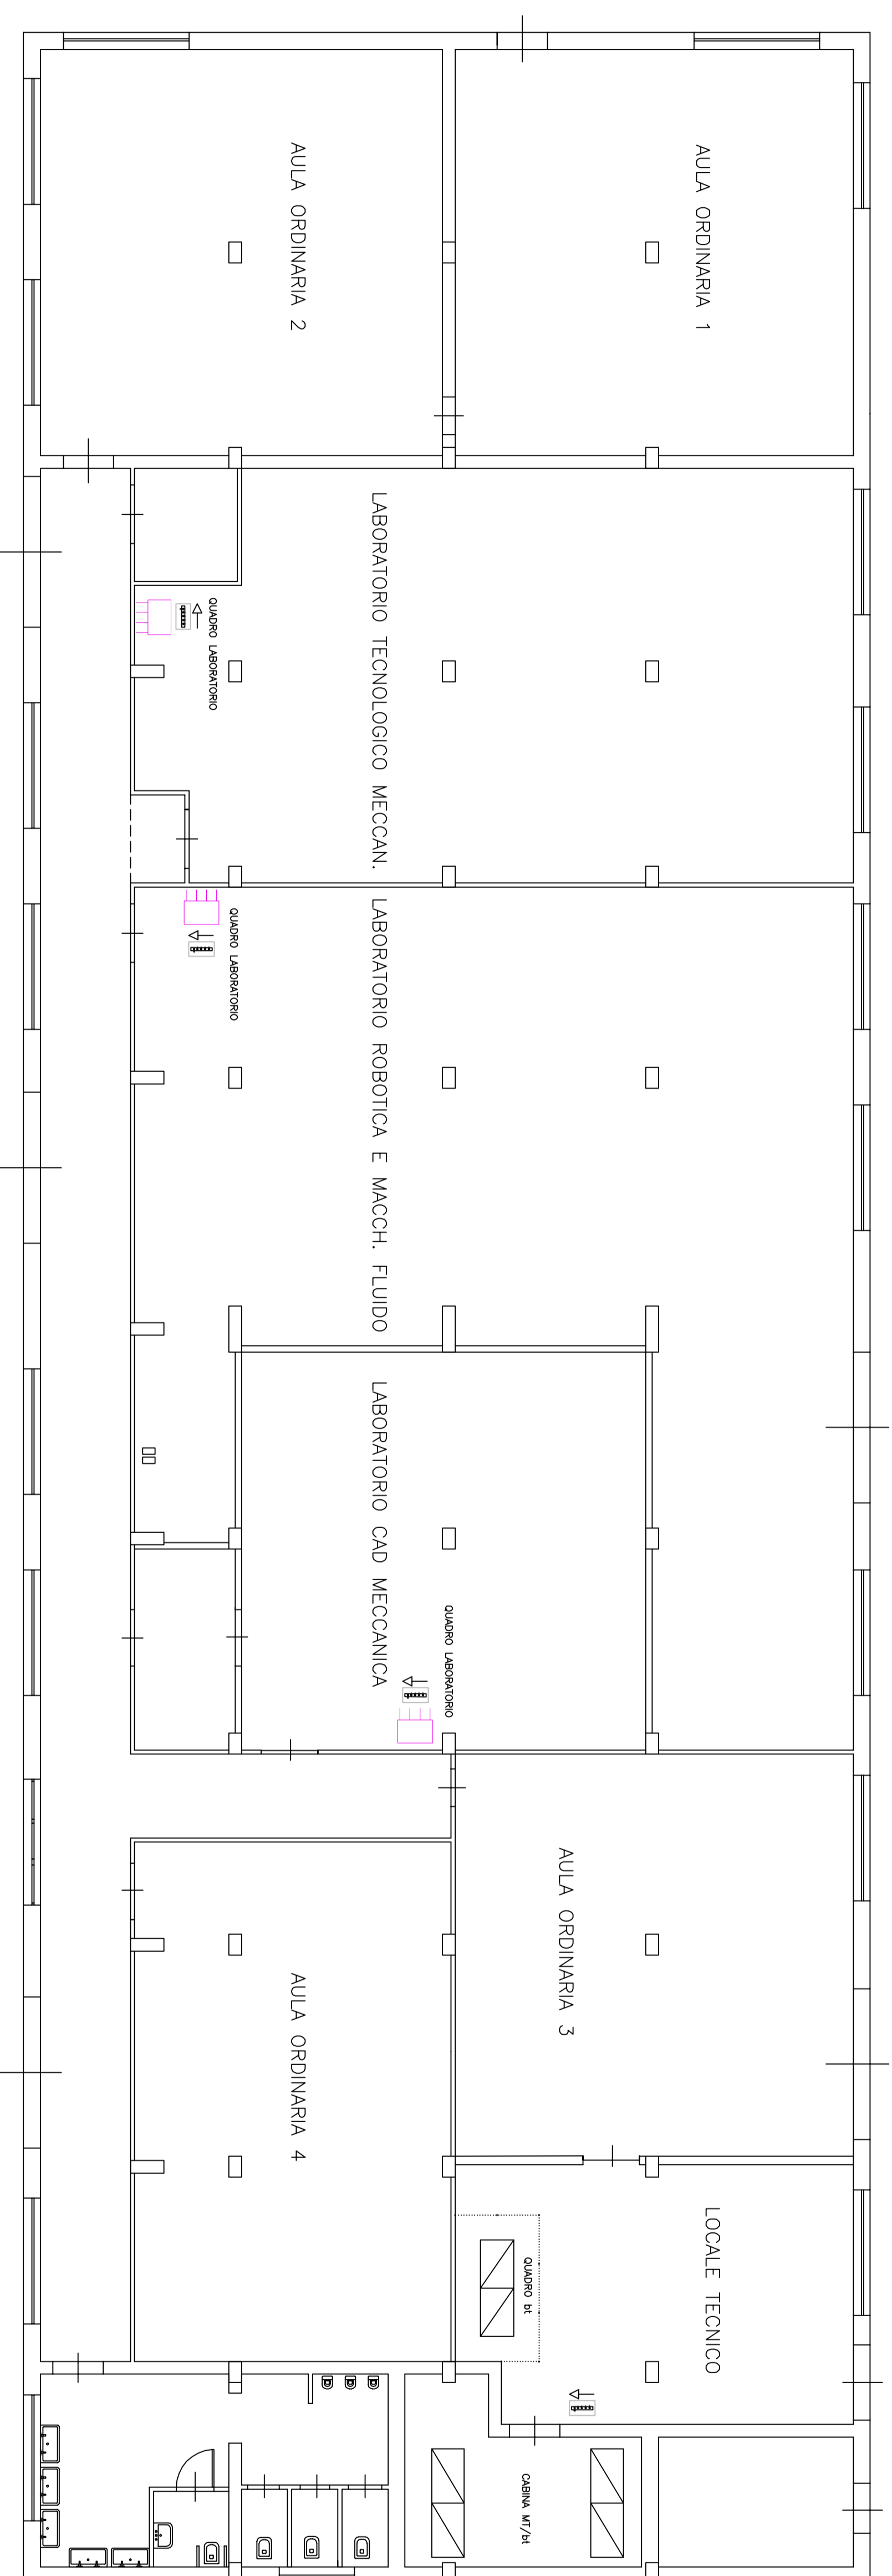 AULA ORDINARIA 1
AULA ORDINARIA 2
LABORATORIO TECNOLOGICO MECCAN.
QUADRO LABORATORIO
LABORATORIO ROBOTICA E MACCH. FLUIDO
QUADRO LABORATORIO
LABORATORIO CAD MECCANICA
QUADRO LABORATORIO
AULA ORDINARIA 3
AULA ORDINARIA 4
LOCALE TECNICO
QUADRO bt
CABINA MT/bt